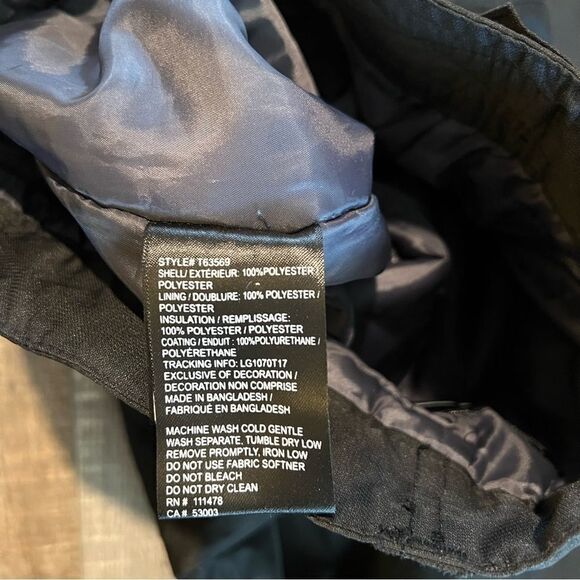 STYLE# T63569
SHELL/ EXTÉRIEUR: 100%POLYESTER /
POLYESTER
LINING / DOUBLURE: 100% POLYESTER /
POLYESTER
INSULATION / REMPLISSAGE:
100% POLYESTER / POLYESTER
COATING / ENDUIT : 100%POLYURETHANE /
POLYÉRETHANE
TRACKING INFO: LG1070T17
EXCLUSIVE OF DECORATION /
DECORATION NON COMPRISE
MADE IN BANGLADESH /
FABRIQUÉ EN BANGLADESH
MACHINE WASH COLD GENTLE
WASH SEPARATE, TUMBLE DRY LOW
REMOVE PROMPTLY, IRON LOW
DO NOT USE FABRIC SOFTNER
DO NOT BLEACH
DO NOT DRY CLEAN
RN # 111478
CA # 53003